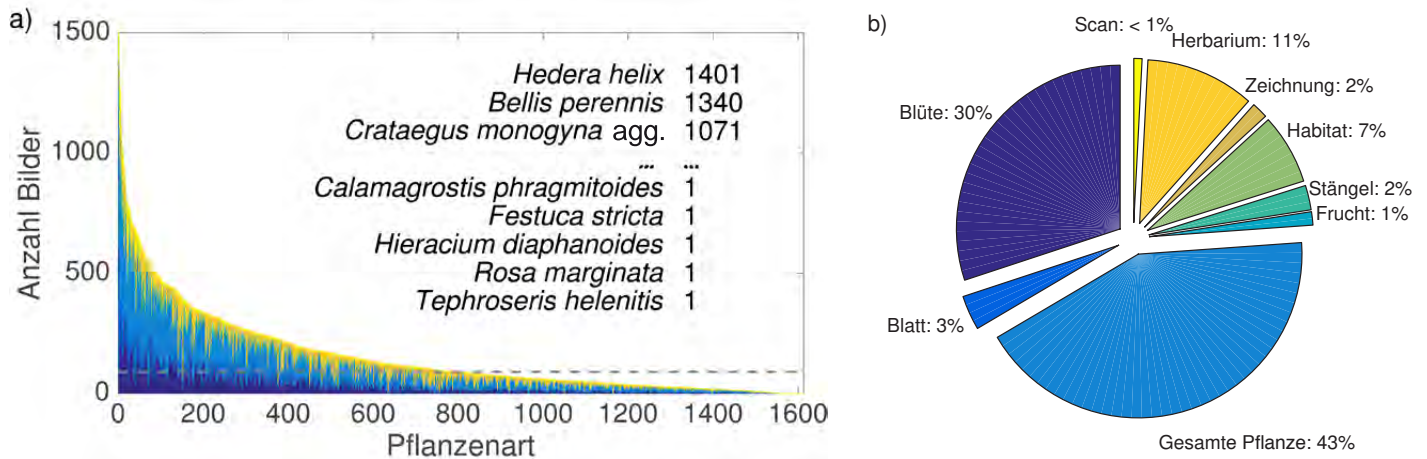 a)
1500
1000
500
0
Anzahl Bilder
Hedera helix 1401
Bellis perennis 1340
Crataegus monogyna agg. 1071
... ...
Calamagrostis phragmitoides 1
Festuca stricta 1
Hieracium diaphanoides 1
Rosa marginata 1
Tephroseris helenitis 1
0 200 400 600 800 1000 1200 1400 1600
Pflanzenart
b)
Scan: < 1%
Herbarium: 11%
Zeichnung: 2%
Habitat: 7%
Stängel: 2%
Frucht: 1%
Blüte: 30%
Blatt: 3%
Gesamte Pflanze: 43%